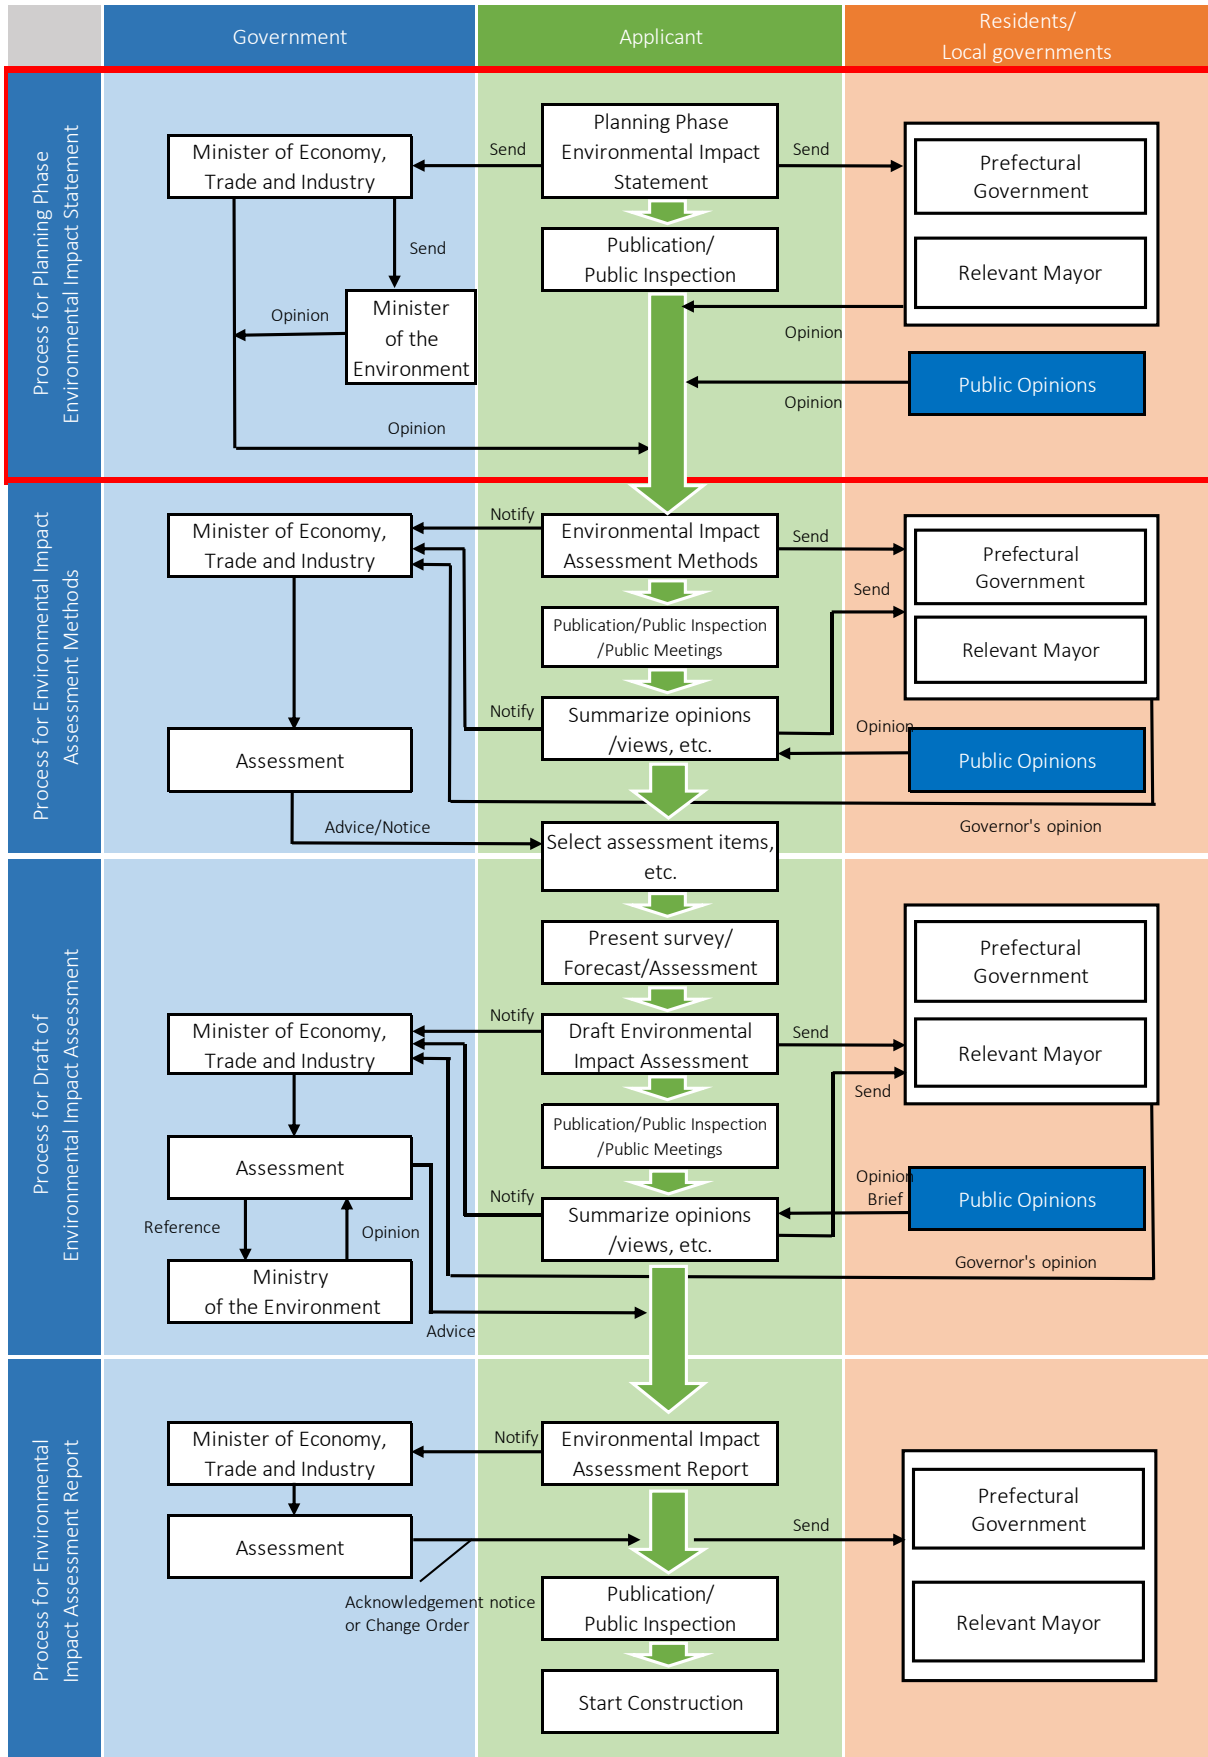 Government
Applicant
Residents/
Local governments
Process for Planning Phase
Environmental Impact Statement
Minister of Economy,
Trade and Industry
Send
Planning Phase
Environmental Impact
Statement
Send
Prefectural
Government
Relevant Mayor
Send
Publication/
Public Inspection
Opinion
Minister
of the
Environment
Opinion
Public Opinions
Opinion
Opinion
Process for Environmental Impact
Assessment Methods
Minister of Economy,
Trade and Industry
Notify
Environmental Impact
Assessment Methods
Send
Prefectural
Government
Send
Publication/Public Inspection
/Public Meetings
Relevant Mayor
Notify
Summarize opinions
/views, etc.
Opinion
Public Opinions
Assessment
Governor's opinion
Advice/Notice
Select assessment items,
etc.
Process for Draft of
Environmental Impact Assessment
Present survey/
Forecast/Assessment
Prefectural
Government
Minister of Economy,
Trade and Industry
Notify
Draft Environmental
Impact Assessment
Send
Relevant Mayor
Send
Publication/Public Inspection
/Public Meetings
Assessment
Notify
Summarize opinions
/views, etc.
Opinion
Brief
Public Opinions
Reference
Opinion
Governor's opinion
Ministry
of the Environment
Advice
Process for Environmental
Impact Assessment Report
Minister of Economy,
Trade and Industry
Notify
Environmental Impact
Assessment Report
Prefectural
Government
Assessment
Send
Acknowledgement notice
or Change Order
Publication/
Public Inspection
Relevant Mayor
Start Construction